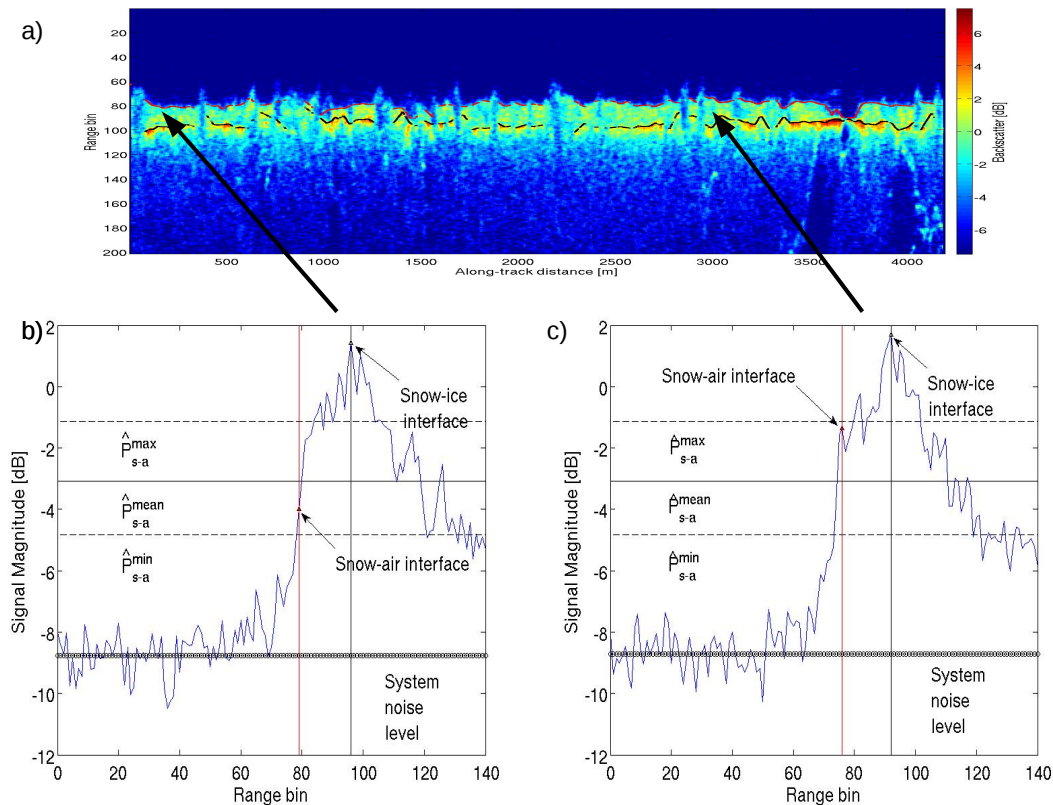 a)
20
40
60
80
100
120
140
160
180
200
Range bin
500
1000
1500
2000
2500
3000
3500
4000
Along-track distance [m]
6
4
2
0
-2
-4
-6
Backscatter [dB]
b)
2
0
-2
-4
-6
-8
-10
-12
Signal Magnitude [dB]
Snow-ice
interface
P̂ max s-a
P̂ mean s-a
P̂ min s-a
Snow-air interface
System
noise
level
0
20
40
60
80
100
120
140
Range bin
c)
2
0
-2
-4
-6
-8
-10
-12
Signal Magnitude [dB]
Snow-air interface
Snow-ice
interface
P̂ max s-a
P̂ mean s-a
P̂ min s-a
System
noise
level
0
20
40
60
80
100
120
140
Range bin